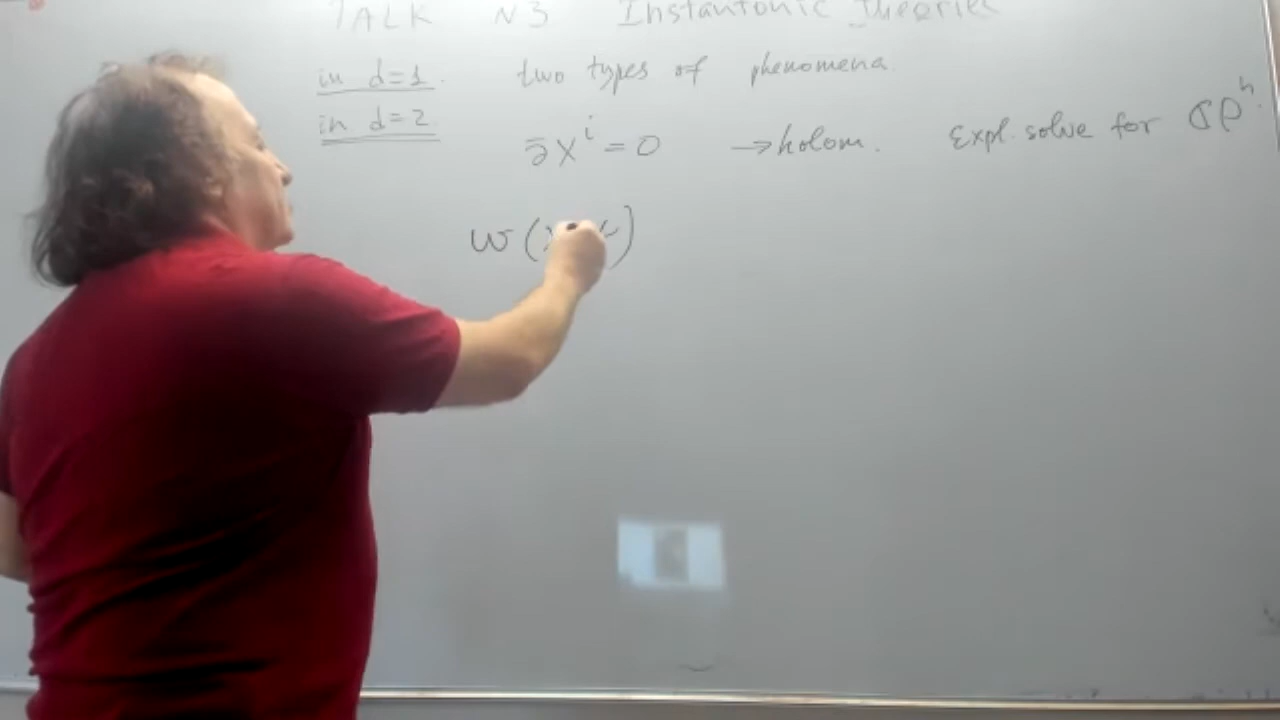 TALK N3 Instantonic Theories
in d=1. two types of phenomena
in d=2 ∂̄X^i = 0 → holom. Expl. solve for ℂP^n.
W(